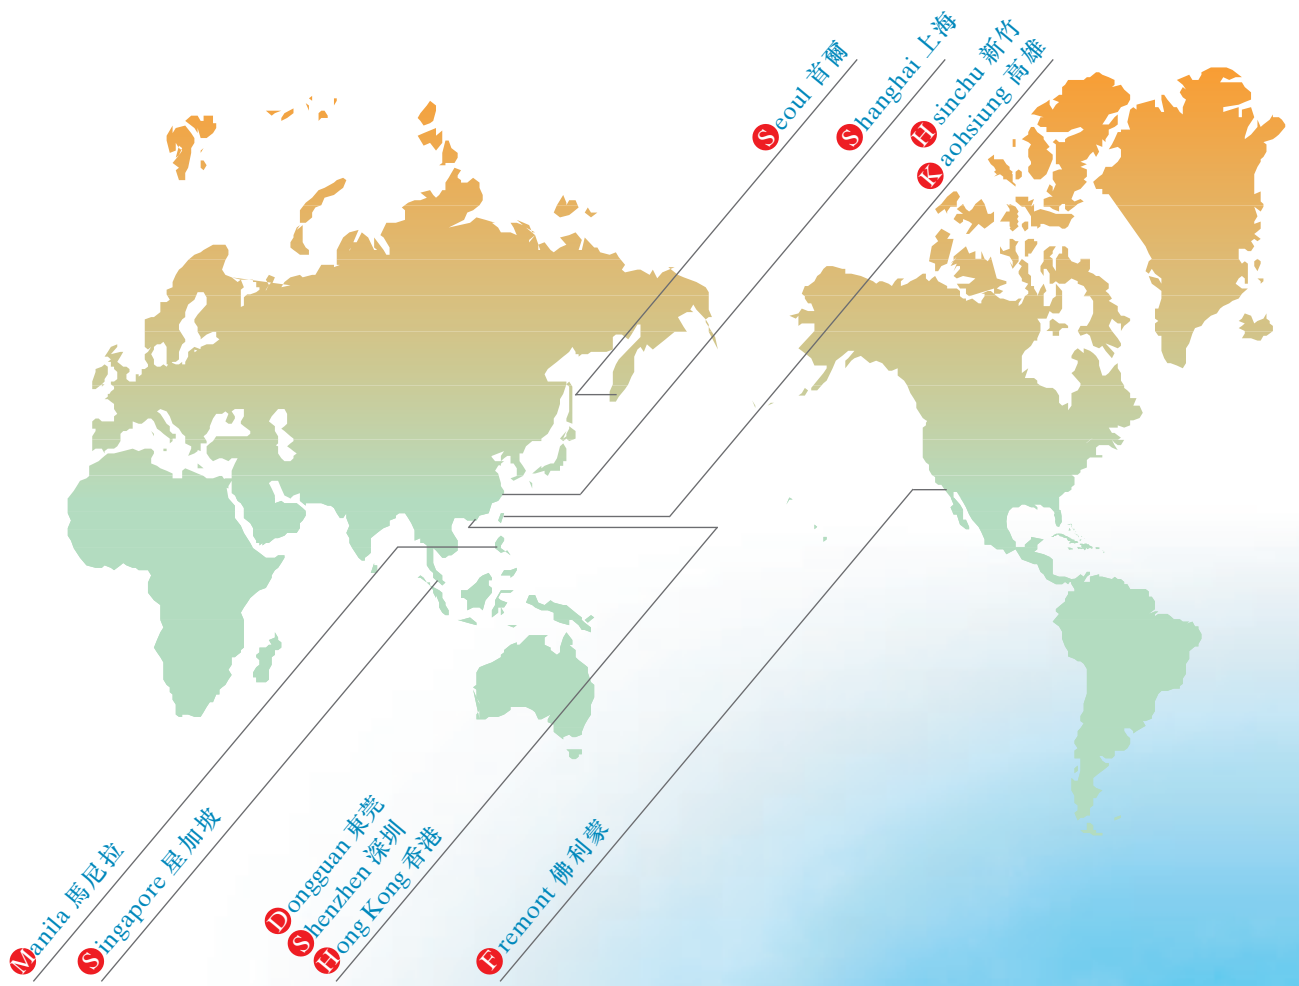 Seoul 首爾
Shanghai 上海
Hsinchu 新竹
Kaohsiung 高雄
Manila 馬尼拉
Singapore 星加坡
Dongguan 東莞
Shenzhen 深圳
Hong Kong 香港
Fremont 佛利蒙